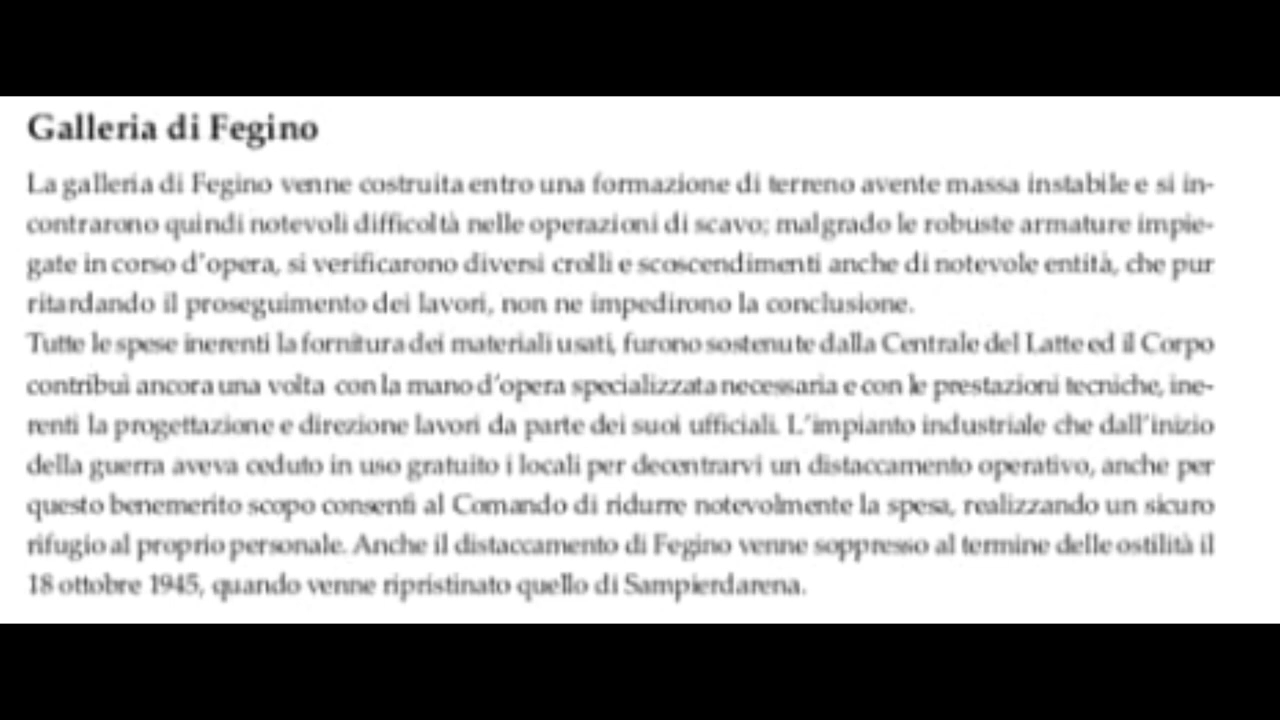 Galleria di Fegino
La galleria di Fegino venne costruita entro una formazione di terreno avente massa instabile e si in-
contrarono quindi notevoli difficoltà nelle operazioni di scavo; malgrado le robuste armature impie-
gate in corso d'opera, si verificarono diversi crolli e scoscendimenti anche di notevole entità, che pur
ritardando il proseguimento dei lavori, non ne impedirono la conclusione.
Tutte le spese inerenti la fornitura dei materiali usati, furono sostenute dalla Centrale del Latte ed il Corpo
contribuì ancora una volta con la mano d'opera specializzata necessaria e con le prestazioni tecniche, ine-
renti la progettazione e direzione lavori da parte dei suoi ufficiali. L'impianto industriale che dall'inizio
della guerra aveva ceduto in uso gratuito i locali per decentrarvi un distaccamento operativo, anche per
questo benemerito scopo consentì al Comando di ridurre notevolmente la spesa, realizzando un sicuro
rifugio al proprio personale. Anche il distaccamento di Fegino venne soppresso al termine delle ostilità il
18 ottobre 1945, quando venne ripristinato quello di Sampierdarena.